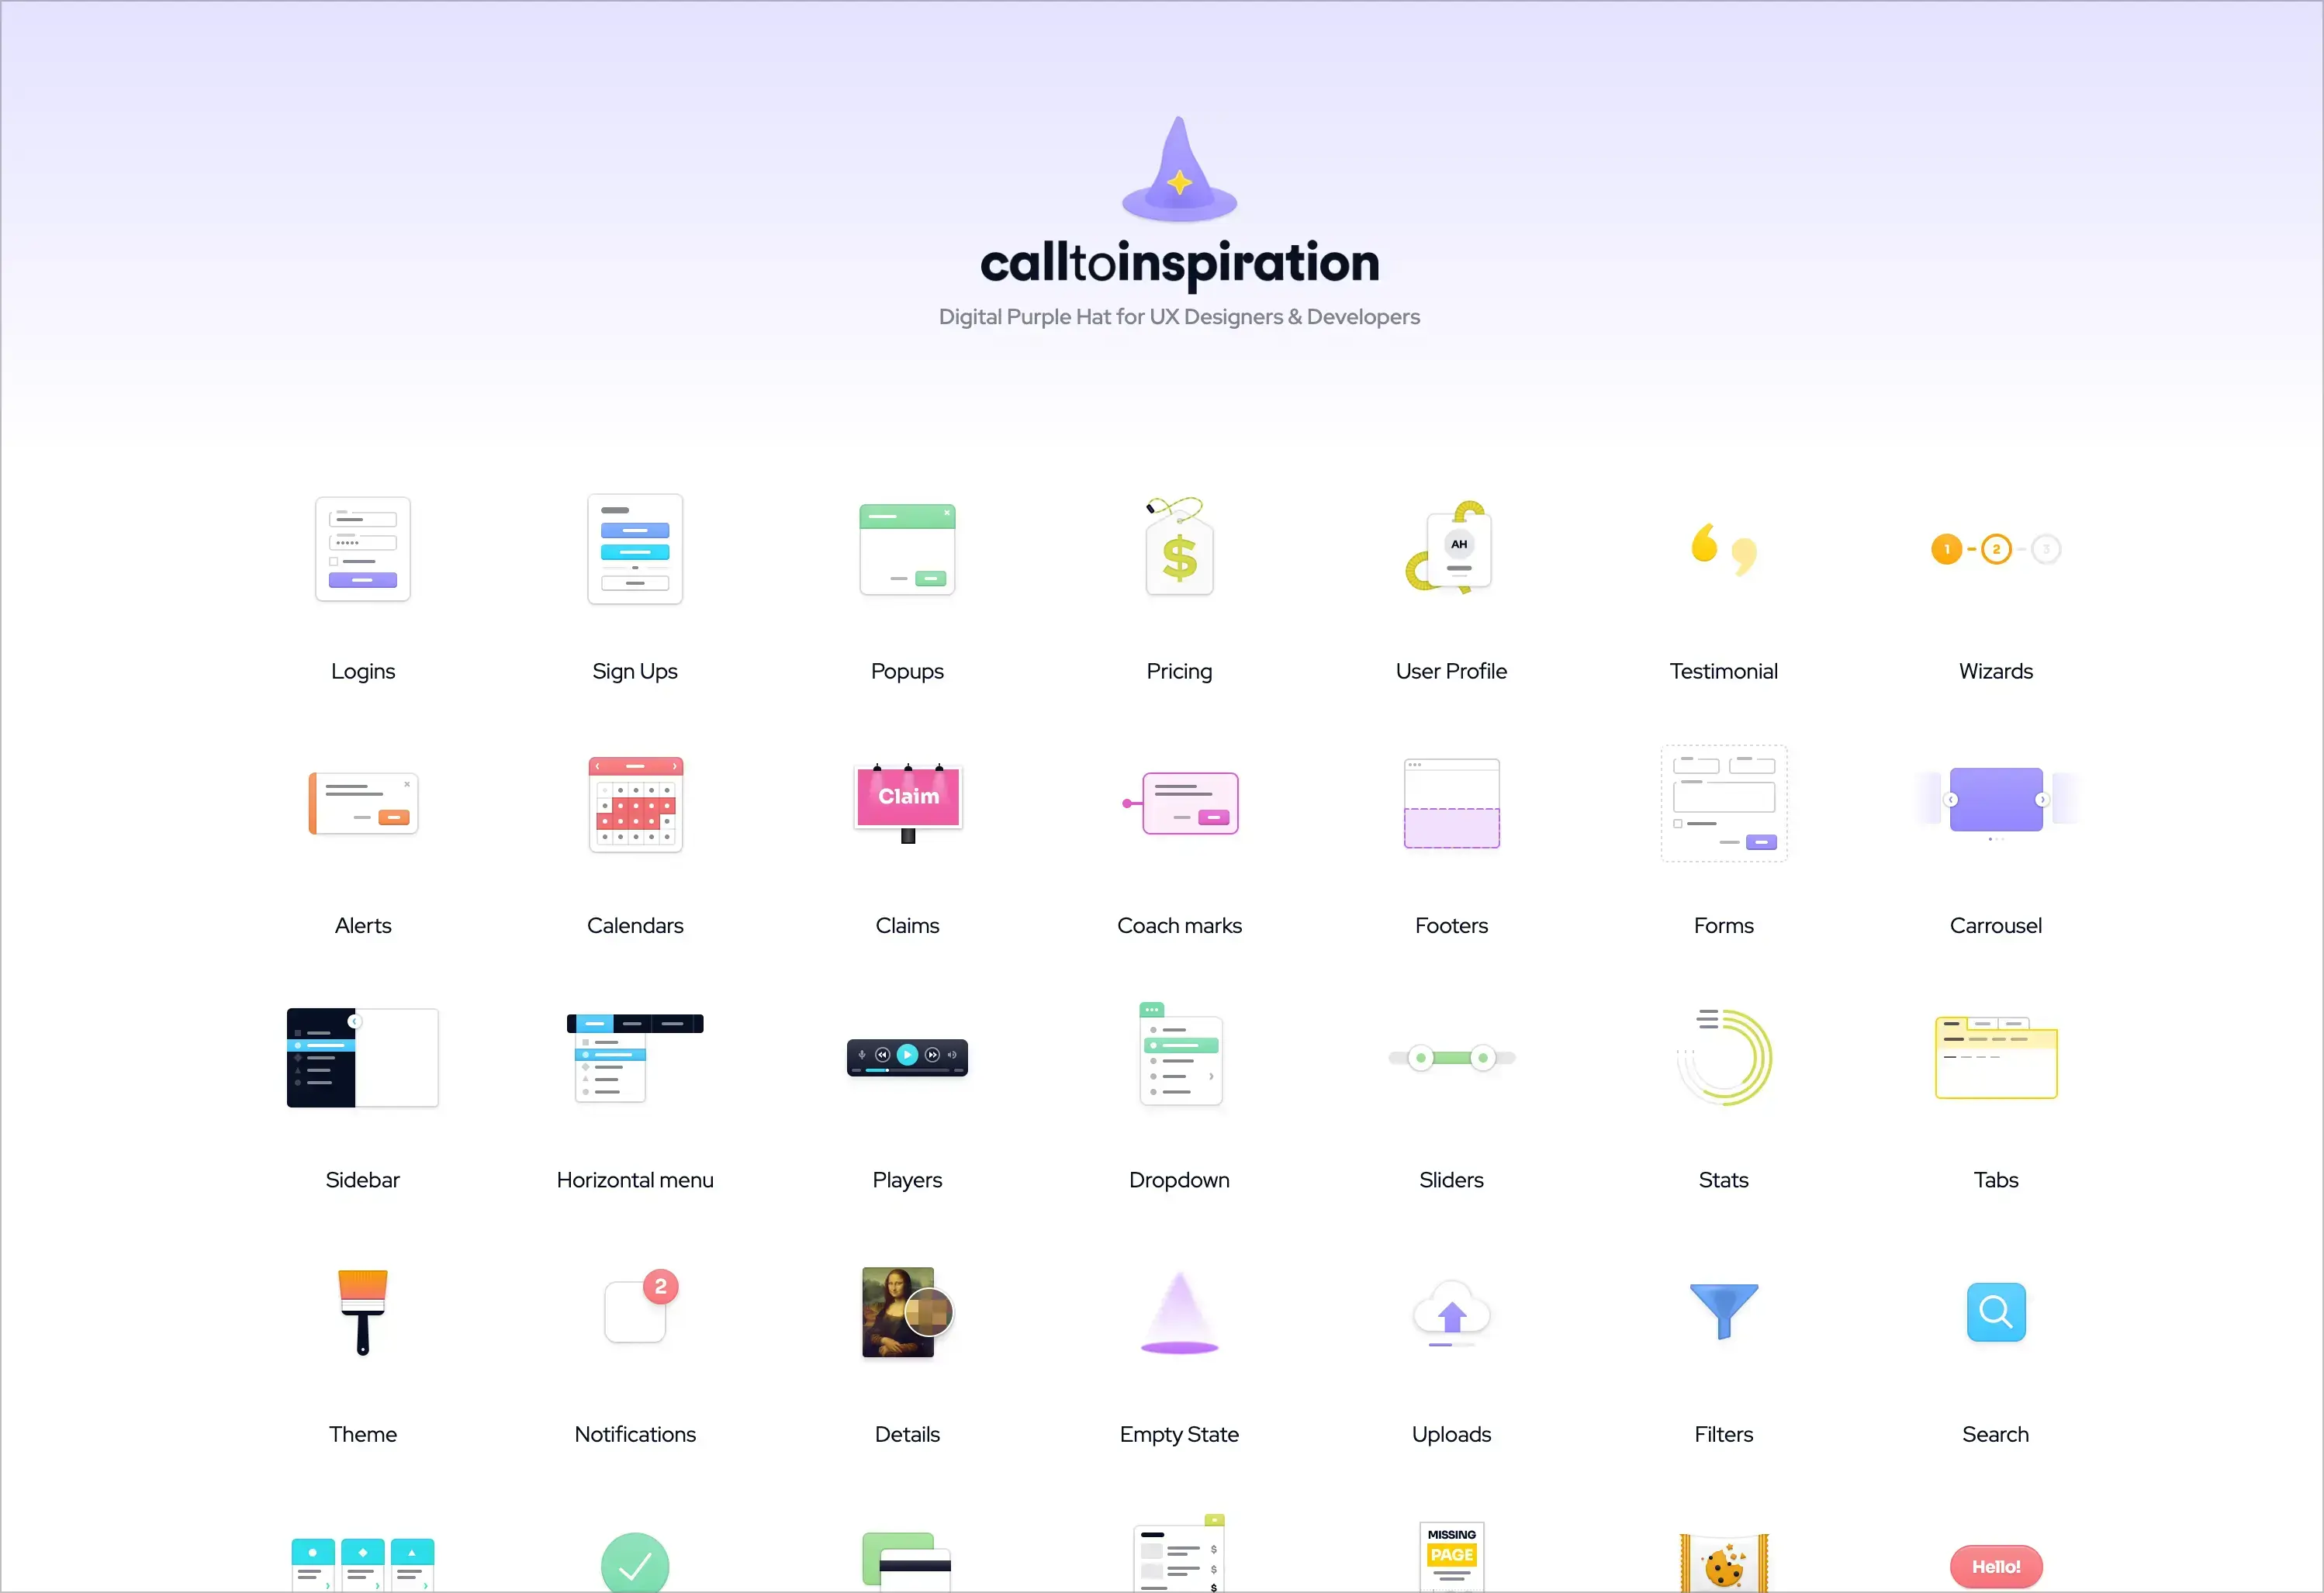 calltoinspiration
Digital Purple Hat for UX Designers & Developers
$
AH
1
2
3
Logins
Sign Ups
Popups
Pricing
User Profile
Testimonial
Wizards
Claim
Alerts
Calendars
Claims
Coach marks
Footers
Forms
Carrousel
Sidebar
Horizontal menu
Players
Dropdown
Sliders
Stats
Tabs
2
Theme
Notifications
Details
Empty State
Uploads
Filters
Search
$
$
$
MISSING
PAGE
Hello!